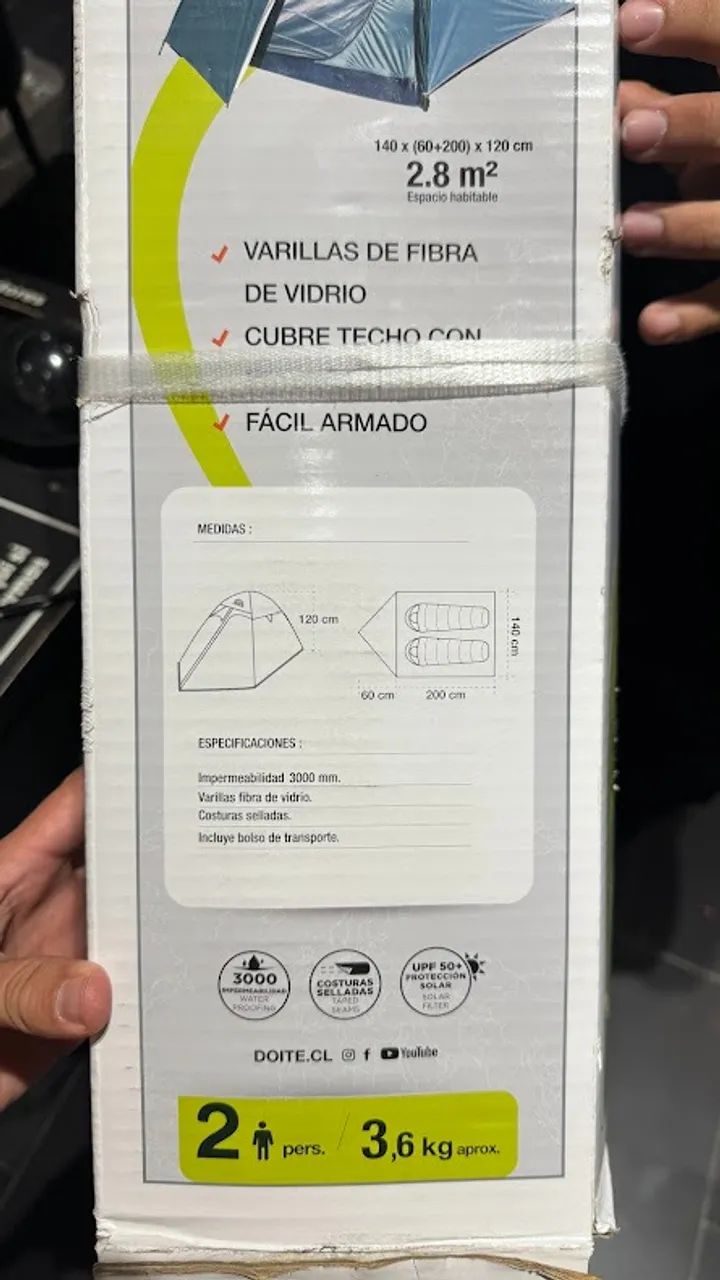 140 x (60+200) x 120 cm
2.8 m²
Espacio habitable
VARILLAS DE FIBRA
DE VIDRIO
CUBRE TECHO CON
FÁCIL ARMADO
MEDIDAS :
120 cm
140 cm
60 cm
200 cm
ESPECIFICACIONES :
Impermeabilidad 3000 mm.
Varillas fibra de vidrio.
Costuras selladas.
Incluye bolso de transporte.
3000
IMPERMEABILIDAD
WATER
PROOFING
COSTURAS
SELLADAS
TAPED
SEAMS
UPF 50+
PROTECCIÓN
SOLAR
SOLAR
FILTER
DOITE.CL
YouTube
2 pers. / 3,6 kg aprox.